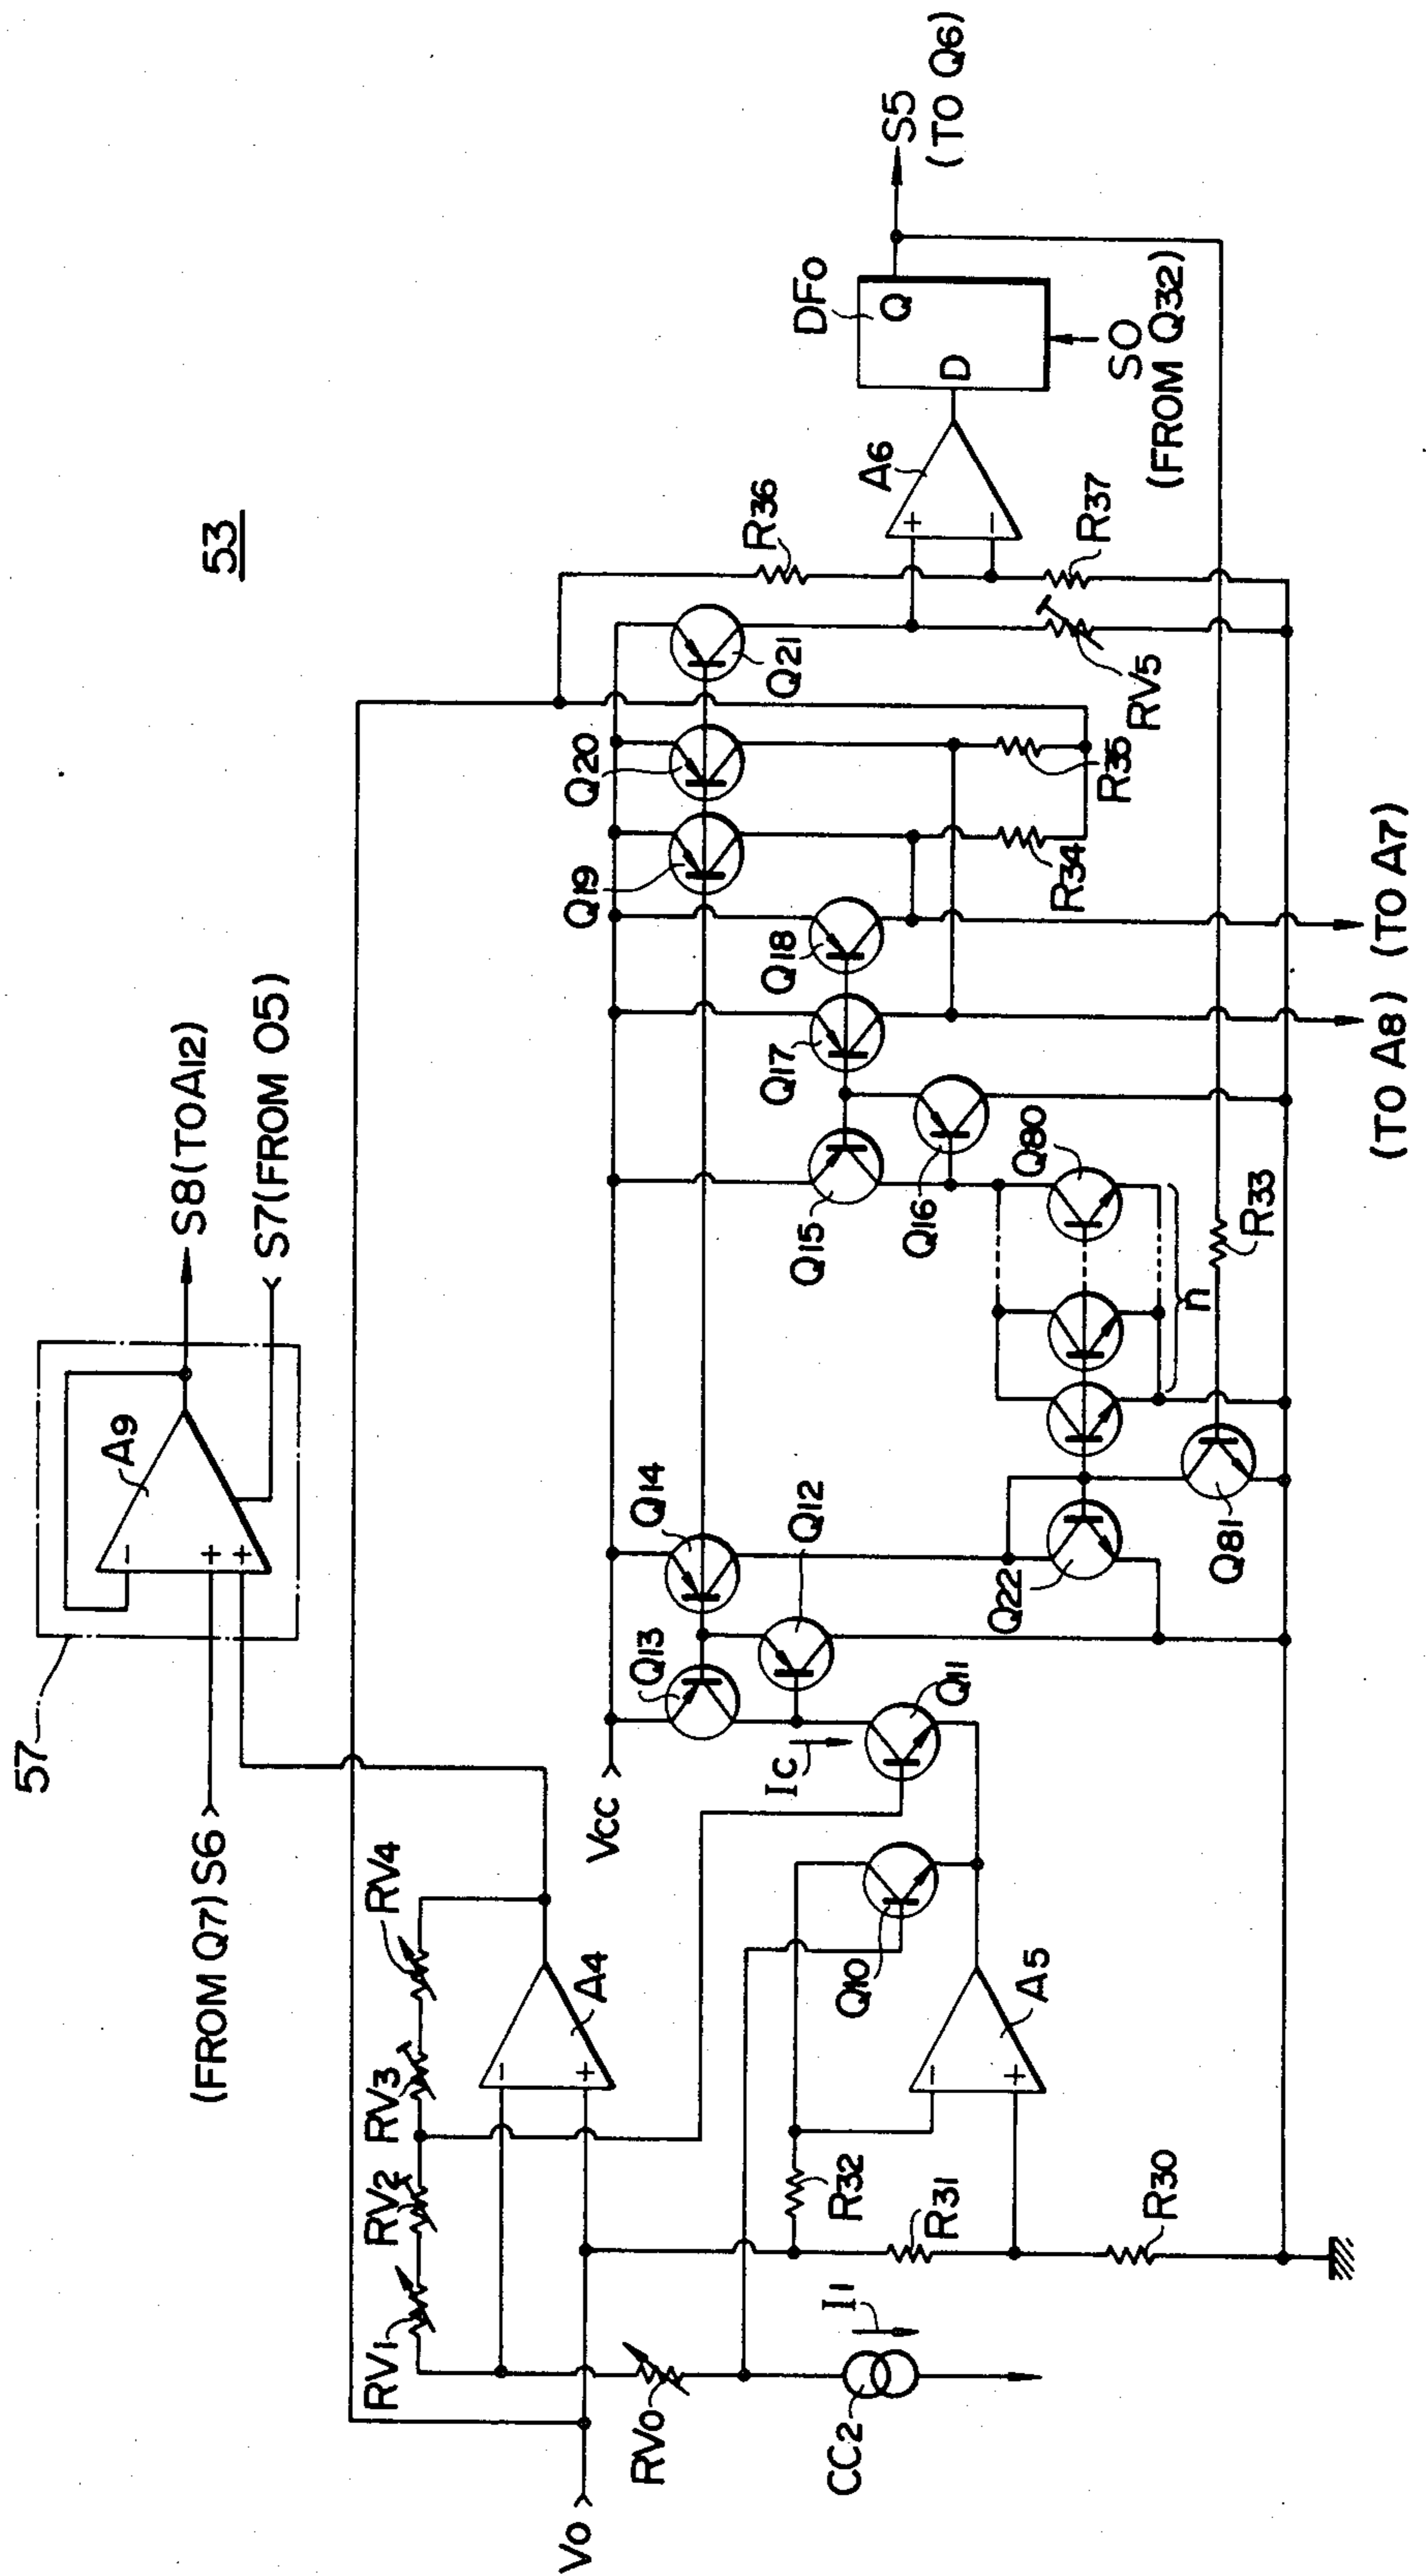 53
57
A9
-
+
+
S8(TOA12)
S7(FROM O5)
(FROM Q7) S6
RV1
RV2
RV3
RV4
A4
-
+
Vo
RVo
CC2
I1
R32
R31
R30
A5
-
+
Q10
Q11
IC
VCC
Q13
Q14
Q12
Q22
Q81
Q15
Q16
Q80
n
R33
Q17
Q18
Q19
Q20
Q21
R34
R35
RV5
R36
R37
A6
+
-
DFo
D
Q
SO
(FROM Q32)
S5
(TO Q6)
(TO A8)
(TO A7)